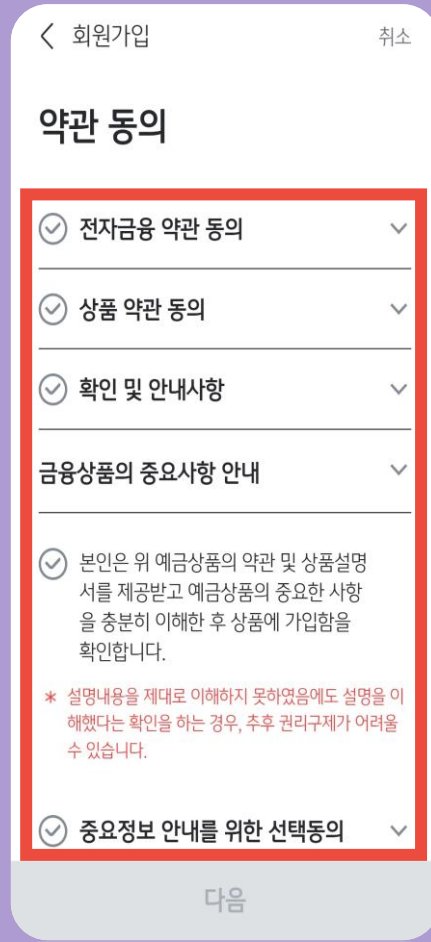 회원가입 취소
약관 동의
전자금융 약관 동의
상품 약관 동의
확인 및 안내사항
금융상품의 중요사항 안내
본인은 위 예금상품의 약관 및 상품설명
서를 제공받고 예금상품의 중요한 사항
을 충분히 이해한 후 상품에 가입함을
확인합니다.
* 설명내용을 제대로 이해하지 못하였음에도 설명을 이
해했다는 확인을 하는 경우, 추후 권리구제가 어려울
수 있습니다.
중요정보 안내를 위한 선택동의
다음